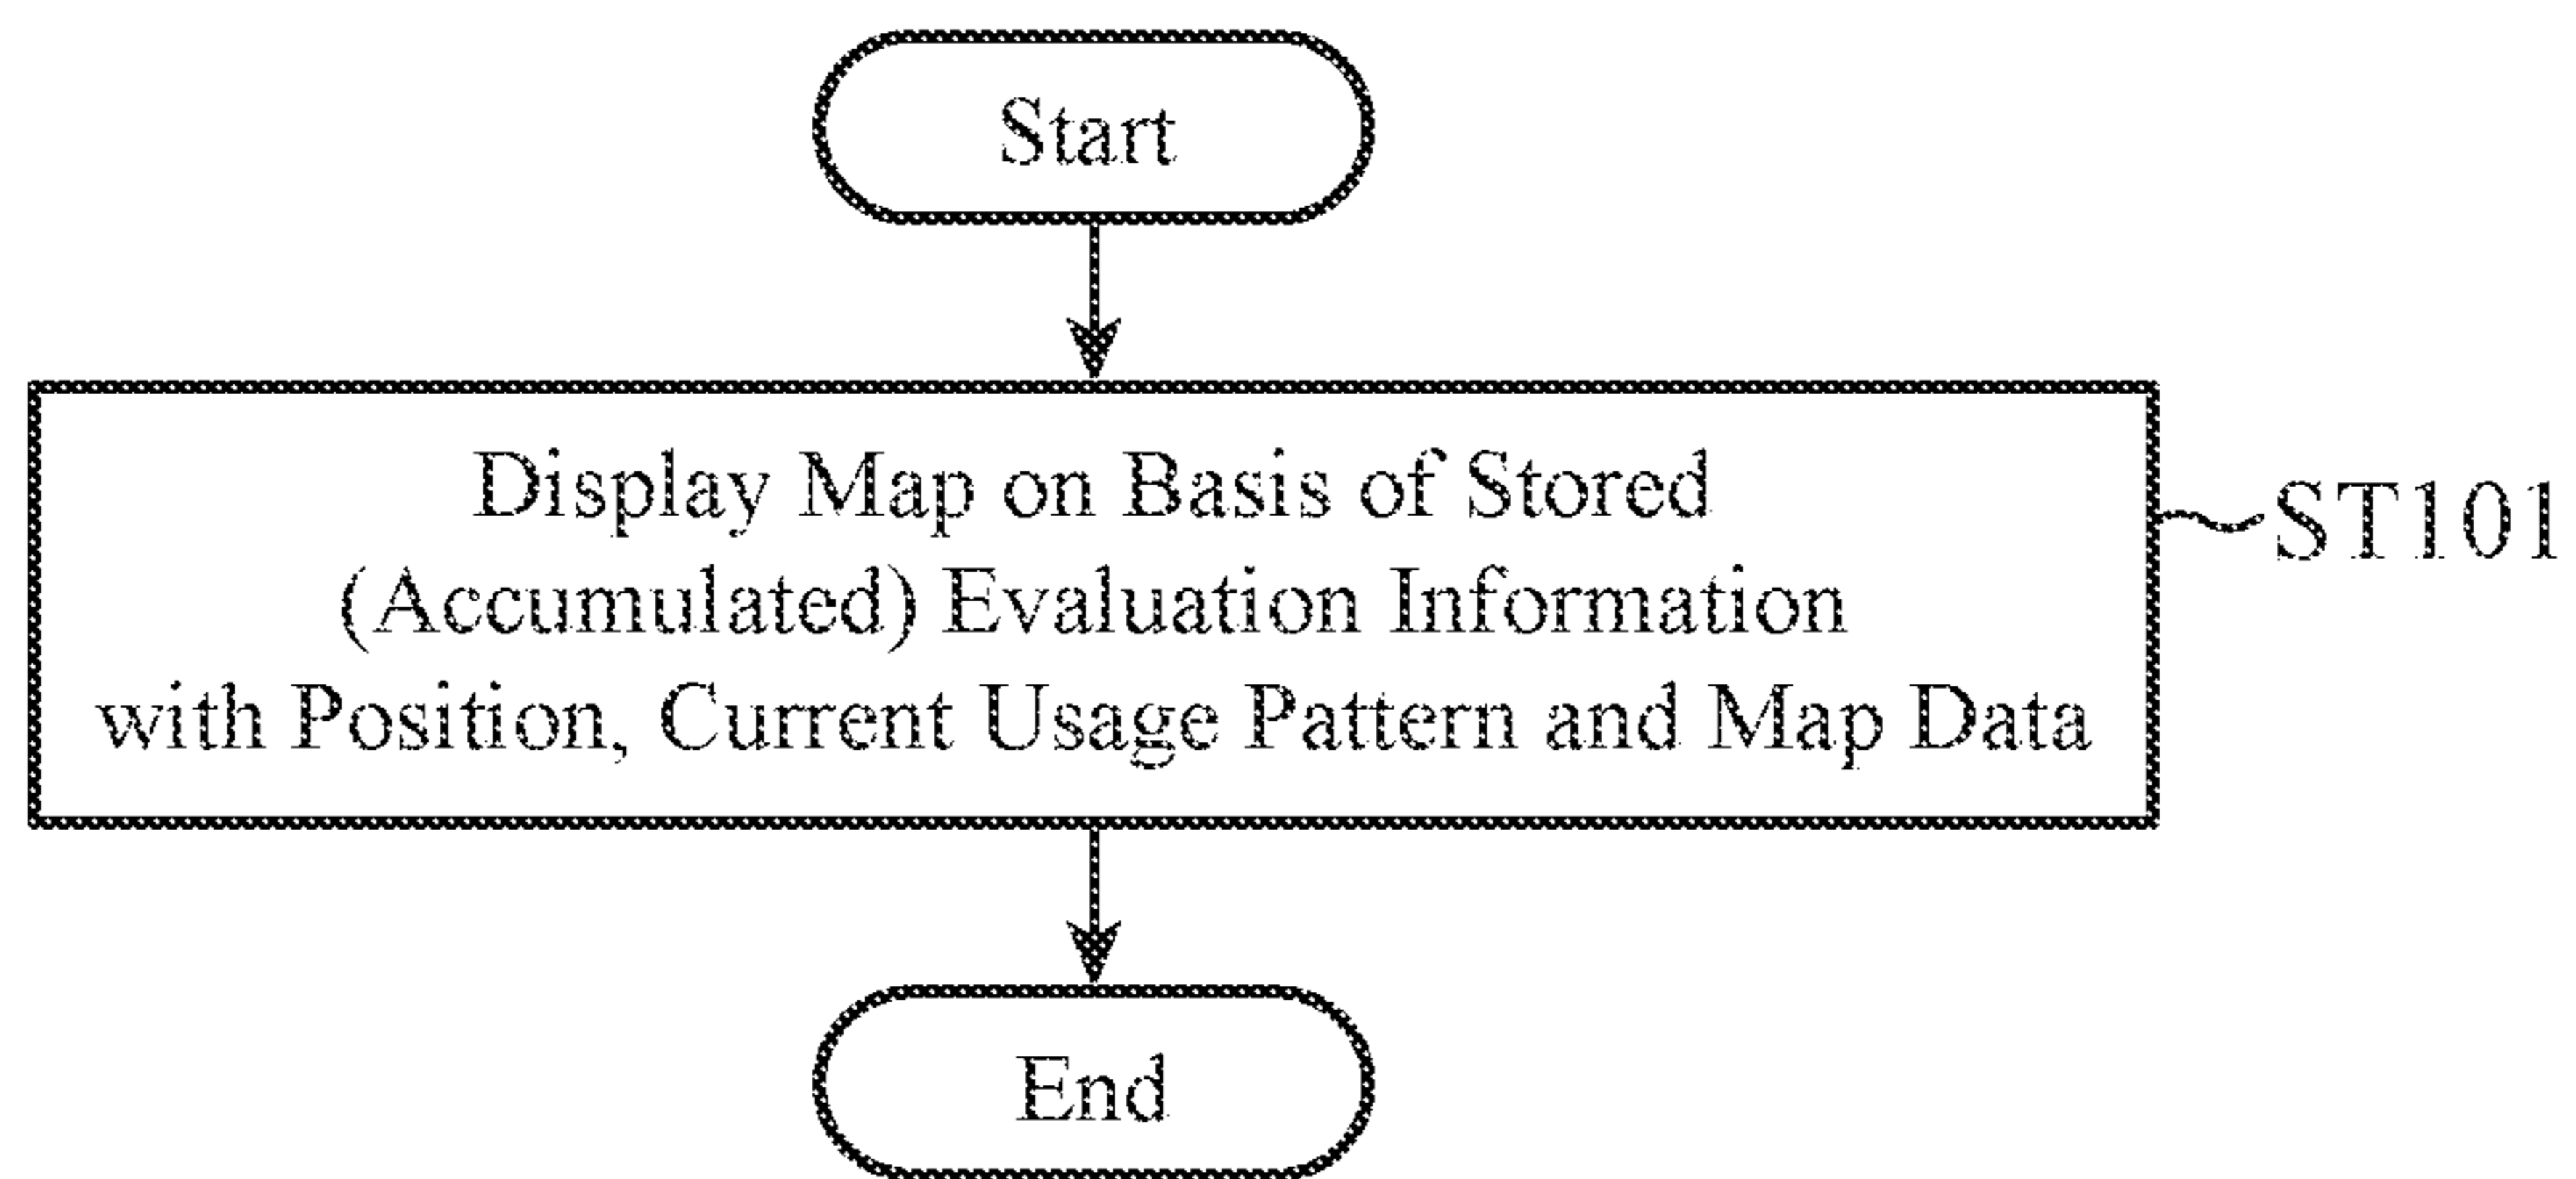 Start
Display Map on Basis of Stored
(Accumulated) Evaluation Information
with Position, Current Usage Pattern and Map Data
ST101
End